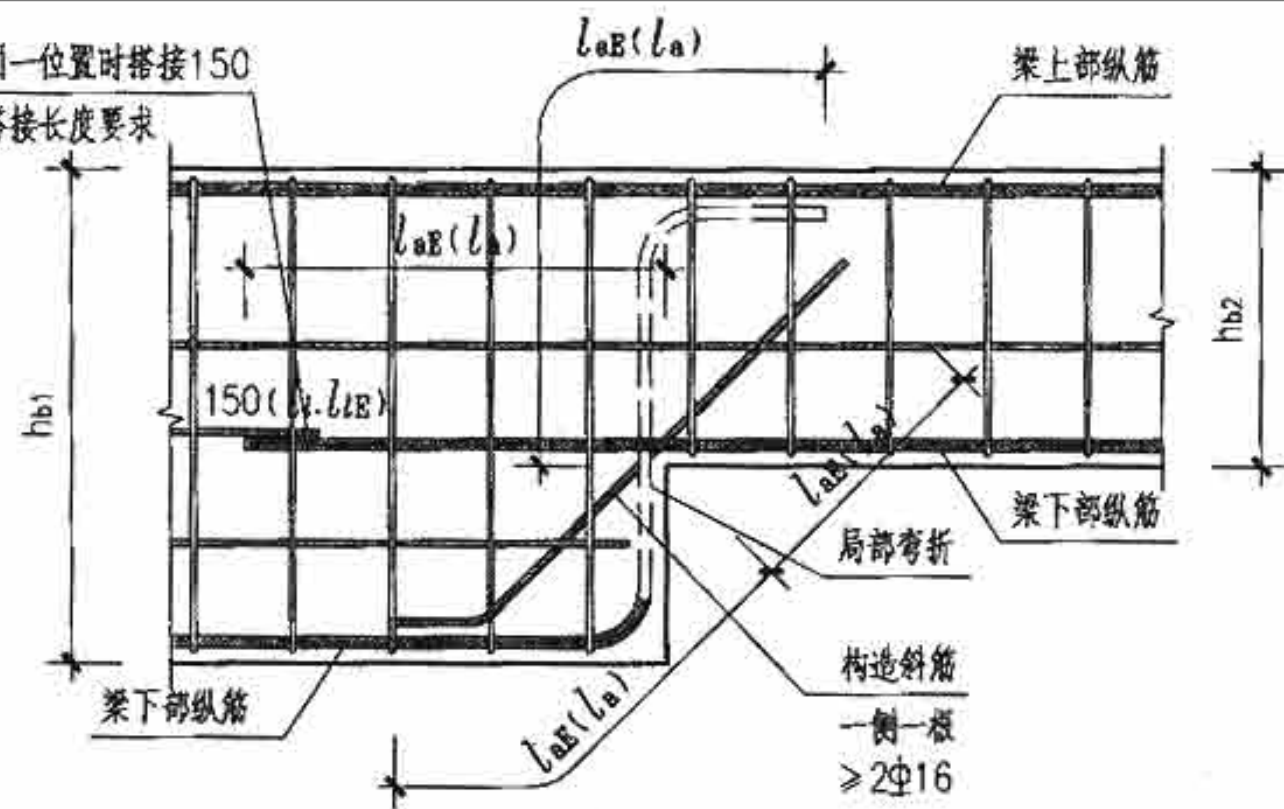 一位置时搭接150
搭接长度要求
laE(la)
梁上部纵筋
laE(la)
hb1
hb2
150(ll.llE)
laE(la)
梁下部纵筋
局部弯折
梁下部纵筋
构造斜筋
一侧一根
≥2Φ16
laE(la)